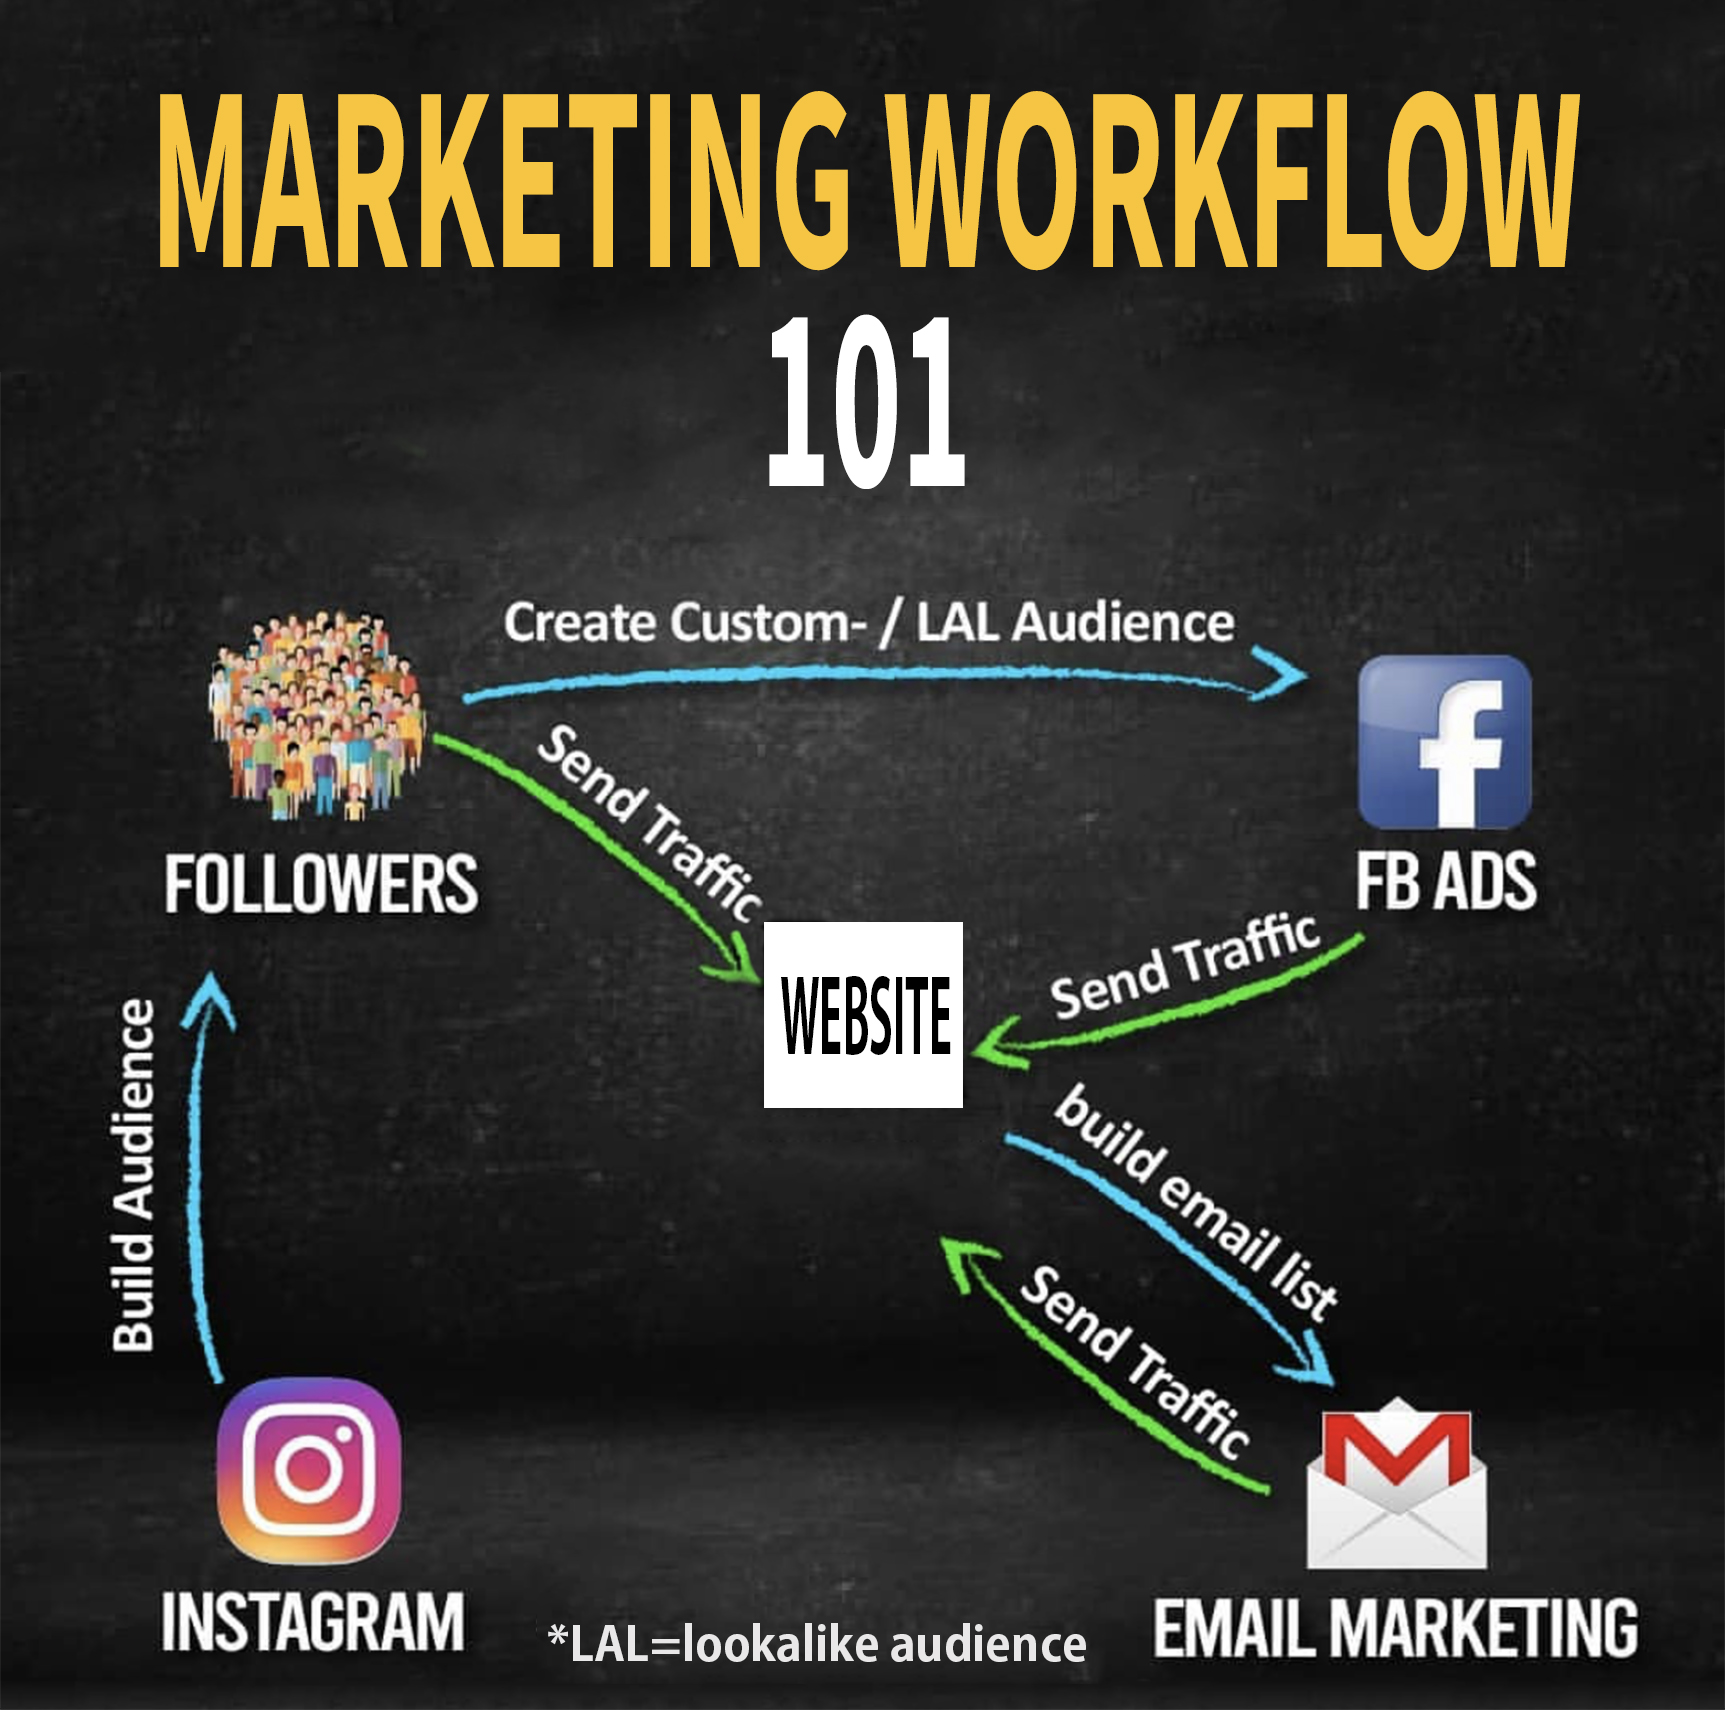 MARKETING WORKFLOW
101
Create Custom- / LAL Audience
Send Traffic
FOLLOWERS
FB ADS
Send Traffic
WEBSITE
Build Audience
build email list
Send Traffic
INSTAGRAM
*LAL=lookalike audience
EMAIL MARKETING